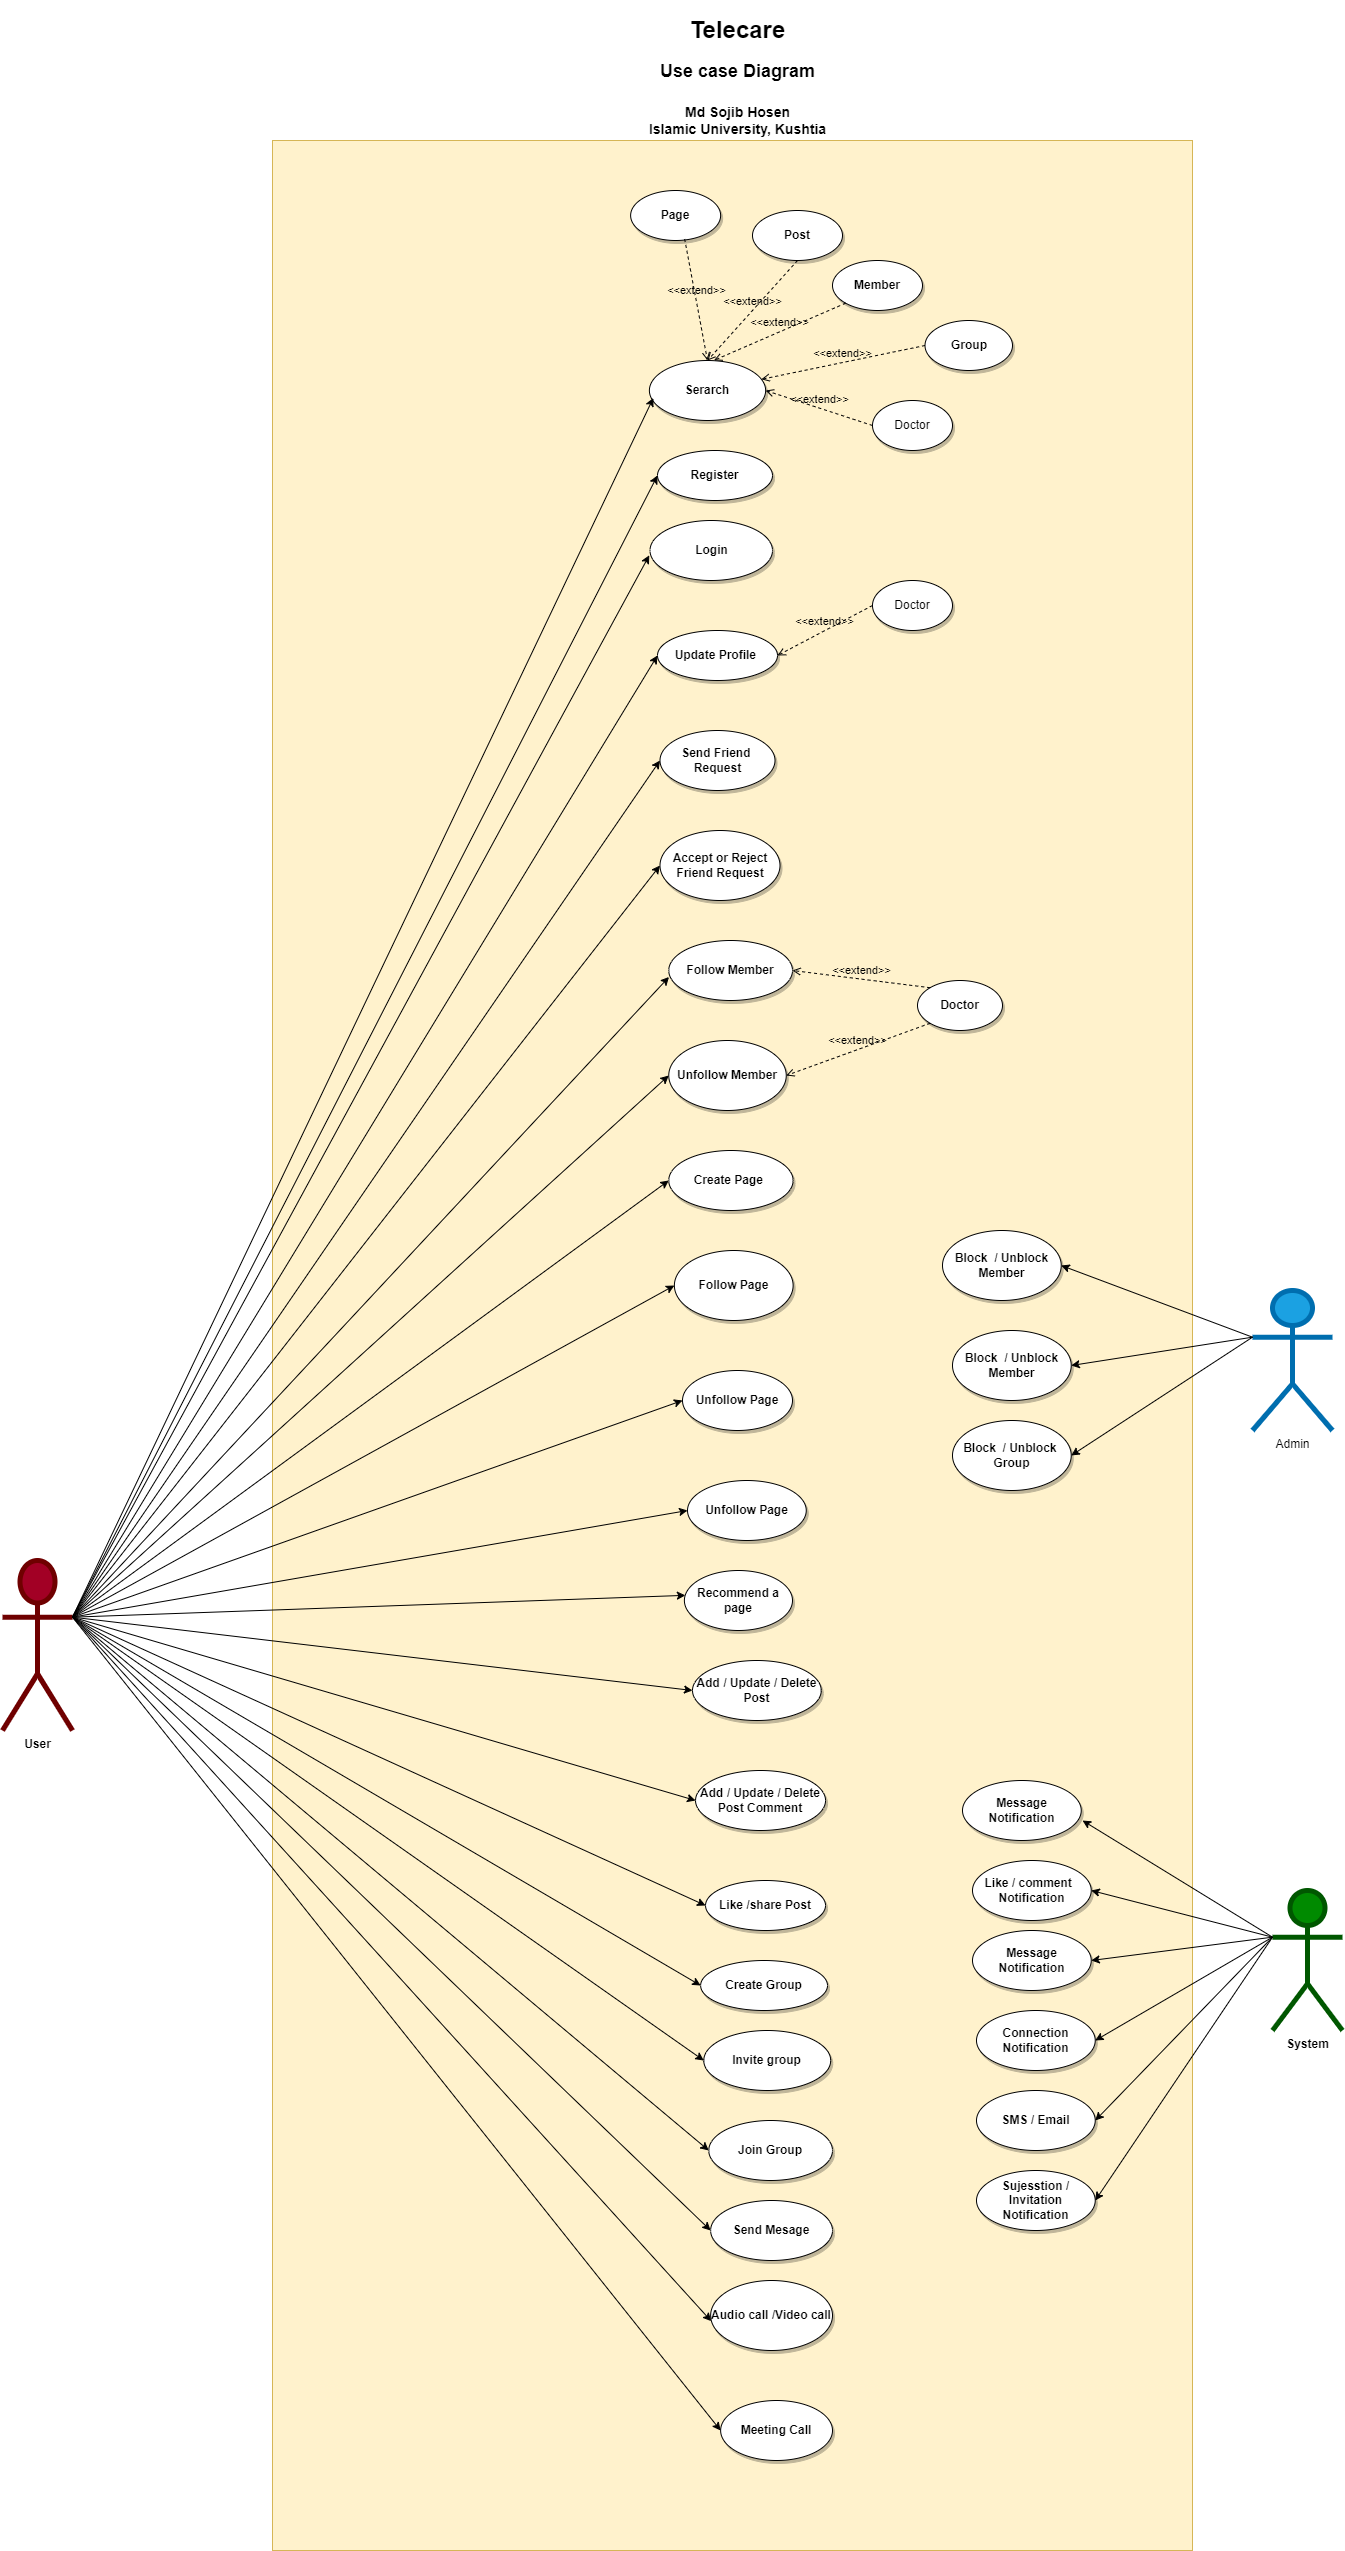 Telecare
Use case Diagram
Md Sojib Hosen
Islamic University, Kushtia
Page
Post
Member
Group
Doctor
<<extend>>
<<extend>>
<<extend>>
<<extend>>
<<extend>>
Serarch
Register
Login
Doctor
<<extend>>
Update Profile
Send Friend
Request
Accept or Reject
Friend Request
Follow Member
<<extend>>
Doctor
<<extend>>
Unfollow Member
Create Page
Follow Page
Unfollow Page
Unfollow Page
Recommend a
page
Add / Update / Delete
Post
Add / Update / Delete
Post Comment
Like /share Post
Create Group
Invite group
Join Group
Send Mesage
Audio call /Video call
Meeting Call
User
Block / Unblock
Member
Block / Unblock
Member
Block / Unblock
Group
Admin
Message
Notification
Like / comment
Notification
Message
Notification
Connection
Notification
SMS / Email
Sujesstion /
Invitation
Notification
System